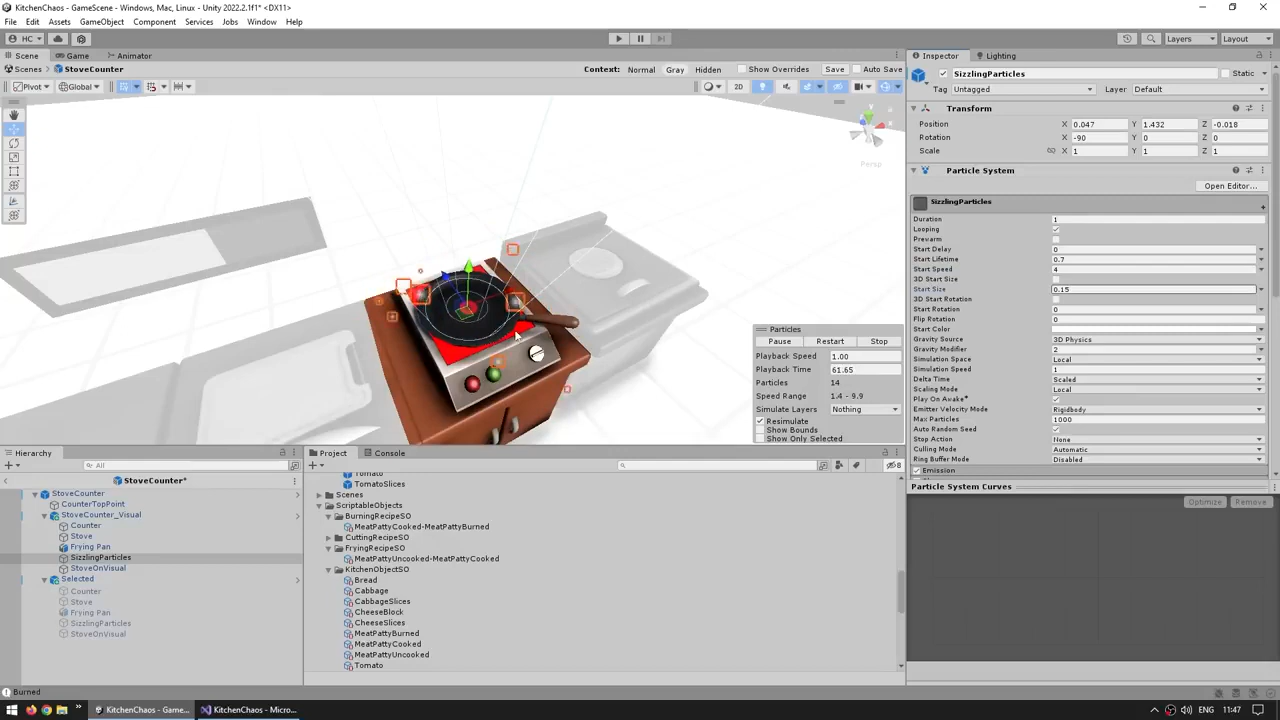 KitchenChaos - GameScene - Windows, Mac, Linux - Unity 2022.2.1f1* <DX11>
File Edit Assets GameObject Component Services Jobs Window Help
HC
Layers Layout
Scene Game Animator
Inspector Lighting
Scenes StoveCounter
Context: Normal Gray Hidden Show Overrides Save Auto Save
Pivot Global 2D
y
Persp
SizzlingParticles Static
Tag Untagged Layer Default
Transform
Position X 0.047 Y 1.432 Z -0.018
Rotation X -90 Y 0 Z 0
Scale X 1 Y 1 Z 1
Particle System
Open Editor...
SizzlingParticles
Duration 1
Looping
Prewarm
Start Delay 0
Start Lifetime 0.7
Start Speed 4
3D Start Size
Start Size 0.15
3D Start Rotation
Start Rotation 0
Flip Rotation 0
Start Color
Gravity Source 3D Physics
Gravity Modifier 2
Simulation Space Local
Simulation Speed 1
Delta Time Scaled
Scaling Mode Local
Play On Awake*
Emitter Velocity Mode Rigidbody
Max Particles 1000
Auto Random Seed
Stop Action None
Culling Mode Automatic
Ring Buffer Mode Disabled
Emission
Particle System Curves
Optimize Remove
Particles
Pause Restart Stop
Playback Speed 1.00
Playback Time 61.65
Particles 14
Speed Range 1.4 - 9.9
Simulate Layers Nothing
Resimulate
Show Bounds
Show Only Selected
Hierarchy
All
StoveCounter*
StoveCounter
CounterTopPoint
StoveCounter_Visual
Counter
Stove
Frying Pan
SizzlingParticles
StoveOnVisual
Selected
Counter
Stove
Frying Pan
SizzlingParticles
StoveOnVisual
Project Console
8
Tomato
TomatoSlices
Scenes
ScriptableObjects
BurningRecipeSO
MeatPattyCooked-MeatPattyBurned
CuttingRecipeSO
FryingRecipeSO
MeatPattyUncooked-MeatPattyCooked
KitchenObjectSO
Bread
Cabbage
CabbageSlices
CheeseBlock
CheeseSlices
MeatPattyBurned
MeatPattyCooked
MeatPattyUncooked
Tomato
Burned
KitchenChaos - Game... KitchenChaos - Micro... ENG 11:47